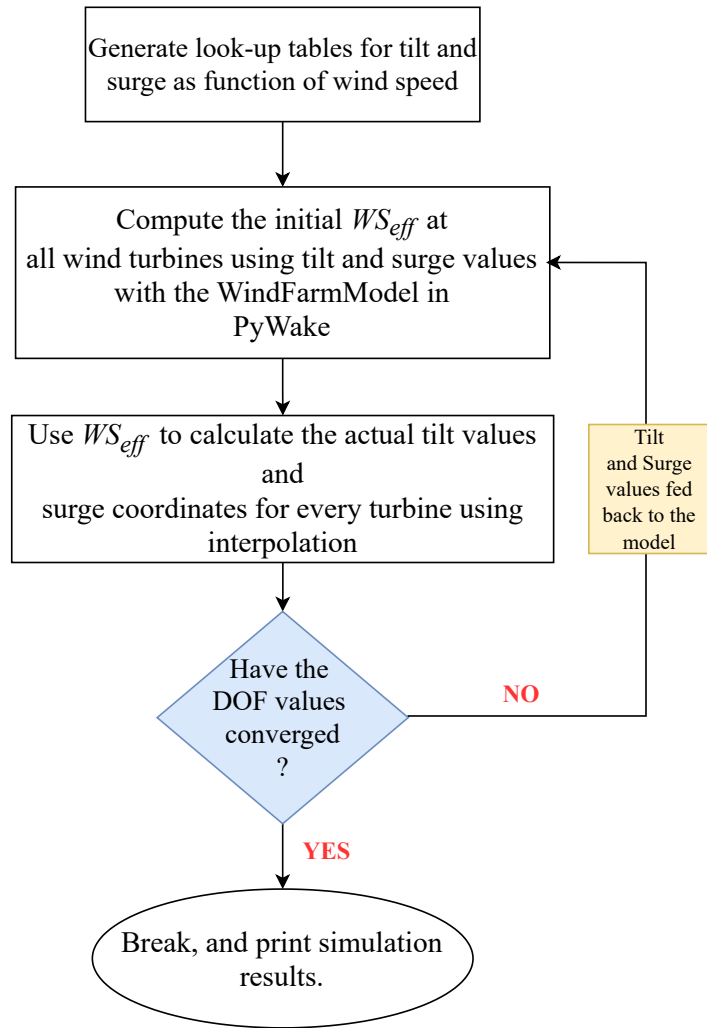 Generate look-up tables for tilt and
surge as function of wind speed
Compute the initial WS_eff at
all wind turbines using tilt and surge values
with the WindFarmModel in
PyWake
Use WS_eff to calculate the actual tilt values
and
surge coordinates for every turbine using
interpolation
Tilt
and Surge
values fed
back to the
model
Have the
DOF values
converged
?
NO
YES
Break, and print simulation
results.